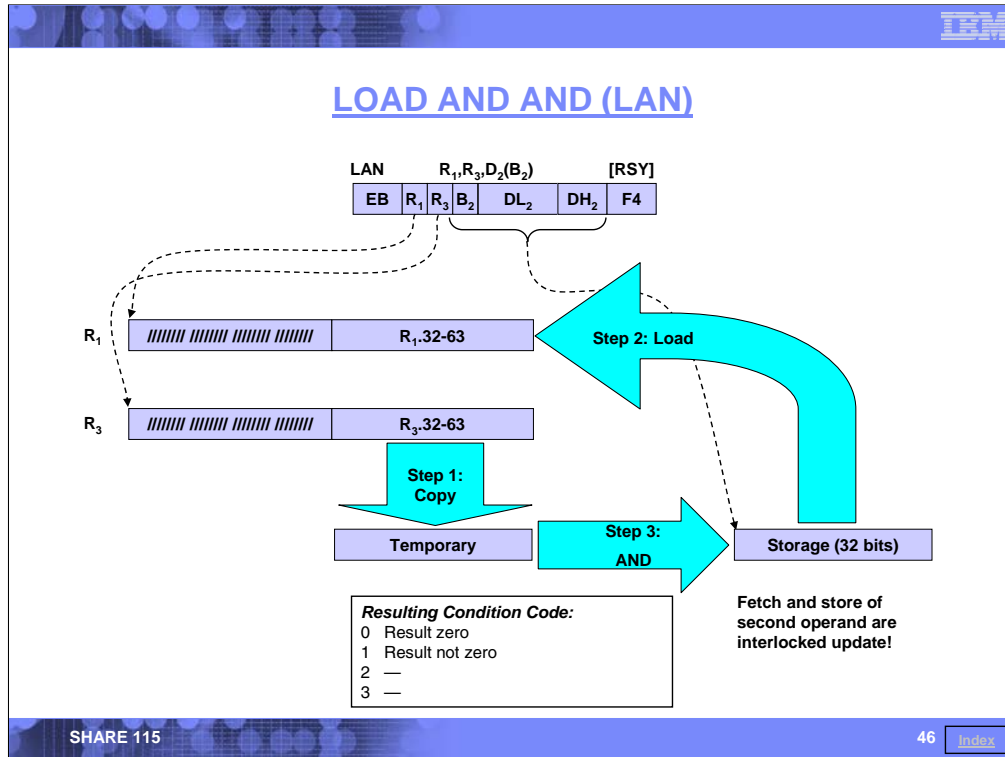 IBM
LOAD AND AND (LAN)
LAN R₁,R₃,D₂(B₂) [RSY]
EB R₁ R₃ B₂ DL₂ DH₂ F4
R₁ //////// //////// //////// //////// R₁.32-63
Step 2: Load
R₃ //////// //////// //////// //////// R₃.32-63
Step 1:
Copy
Temporary
Step 3:
AND
Storage (32 bits)
Resulting Condition Code:
0 Result zero
1 Result not zero
2 —
3 —
Fetch and store of
second operand are
interlocked update!
SHARE 115
46 Index